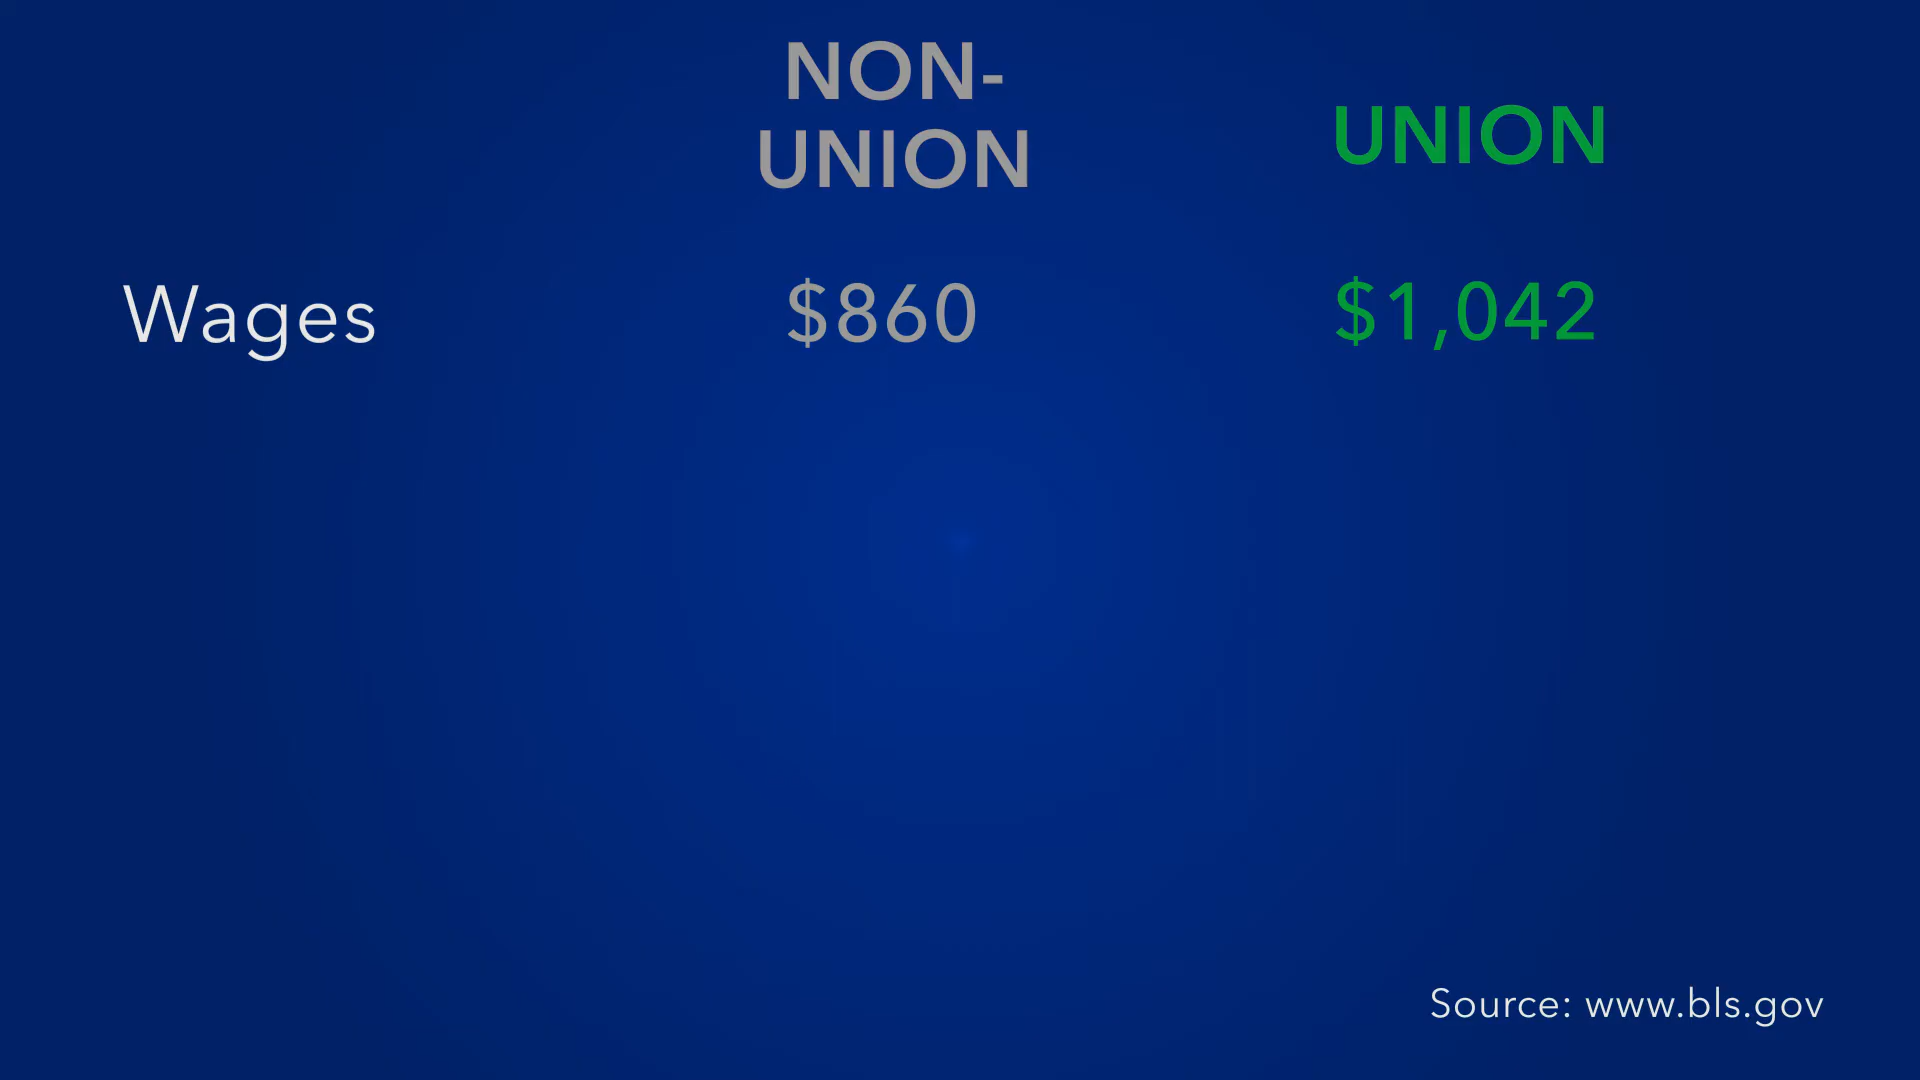 NON-
UNION
UNION
Wages $860 $1,042
Source: www.bls.gov